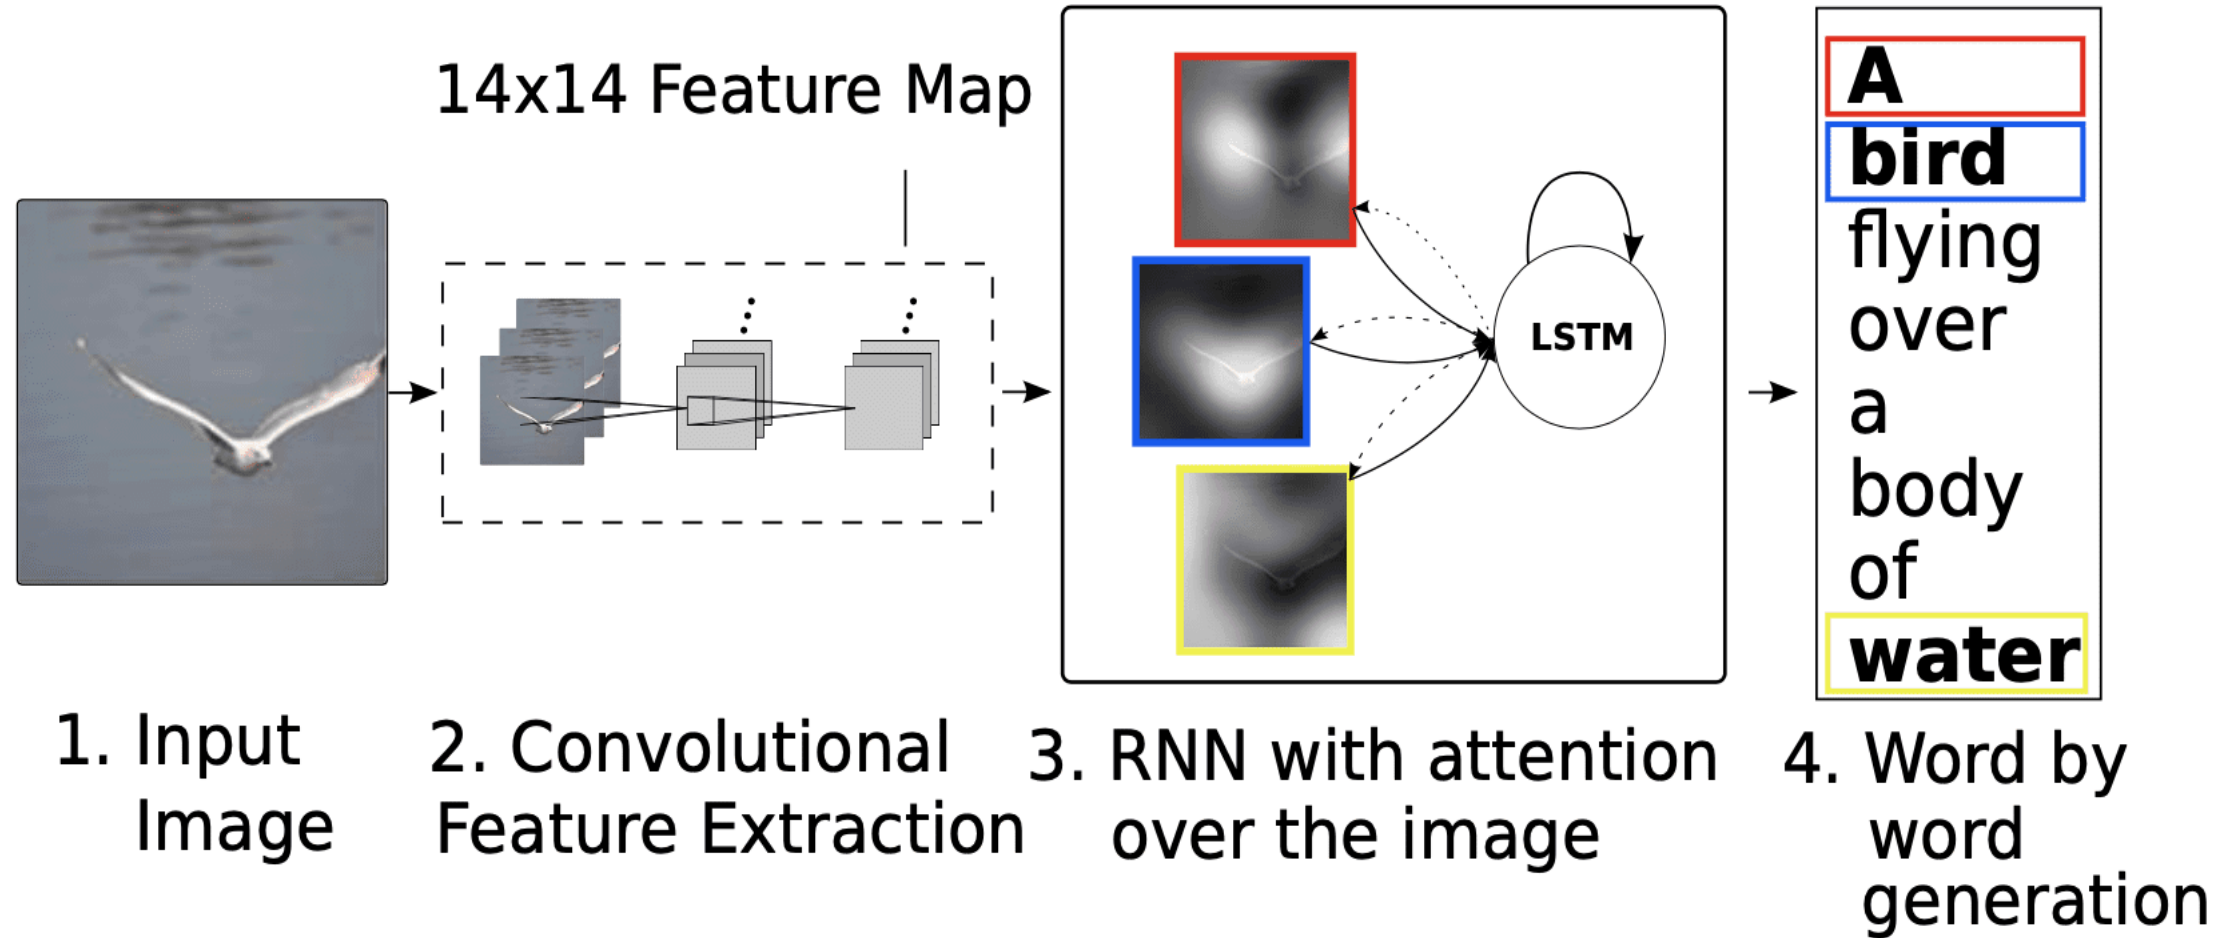 14x14 Feature Map
LSTM
A
bird
flying
over
a
body
of
water
1. Input
Image
2. Convolutional
Feature Extraction
3. RNN with attention
over the image
4. Word by
word
generation